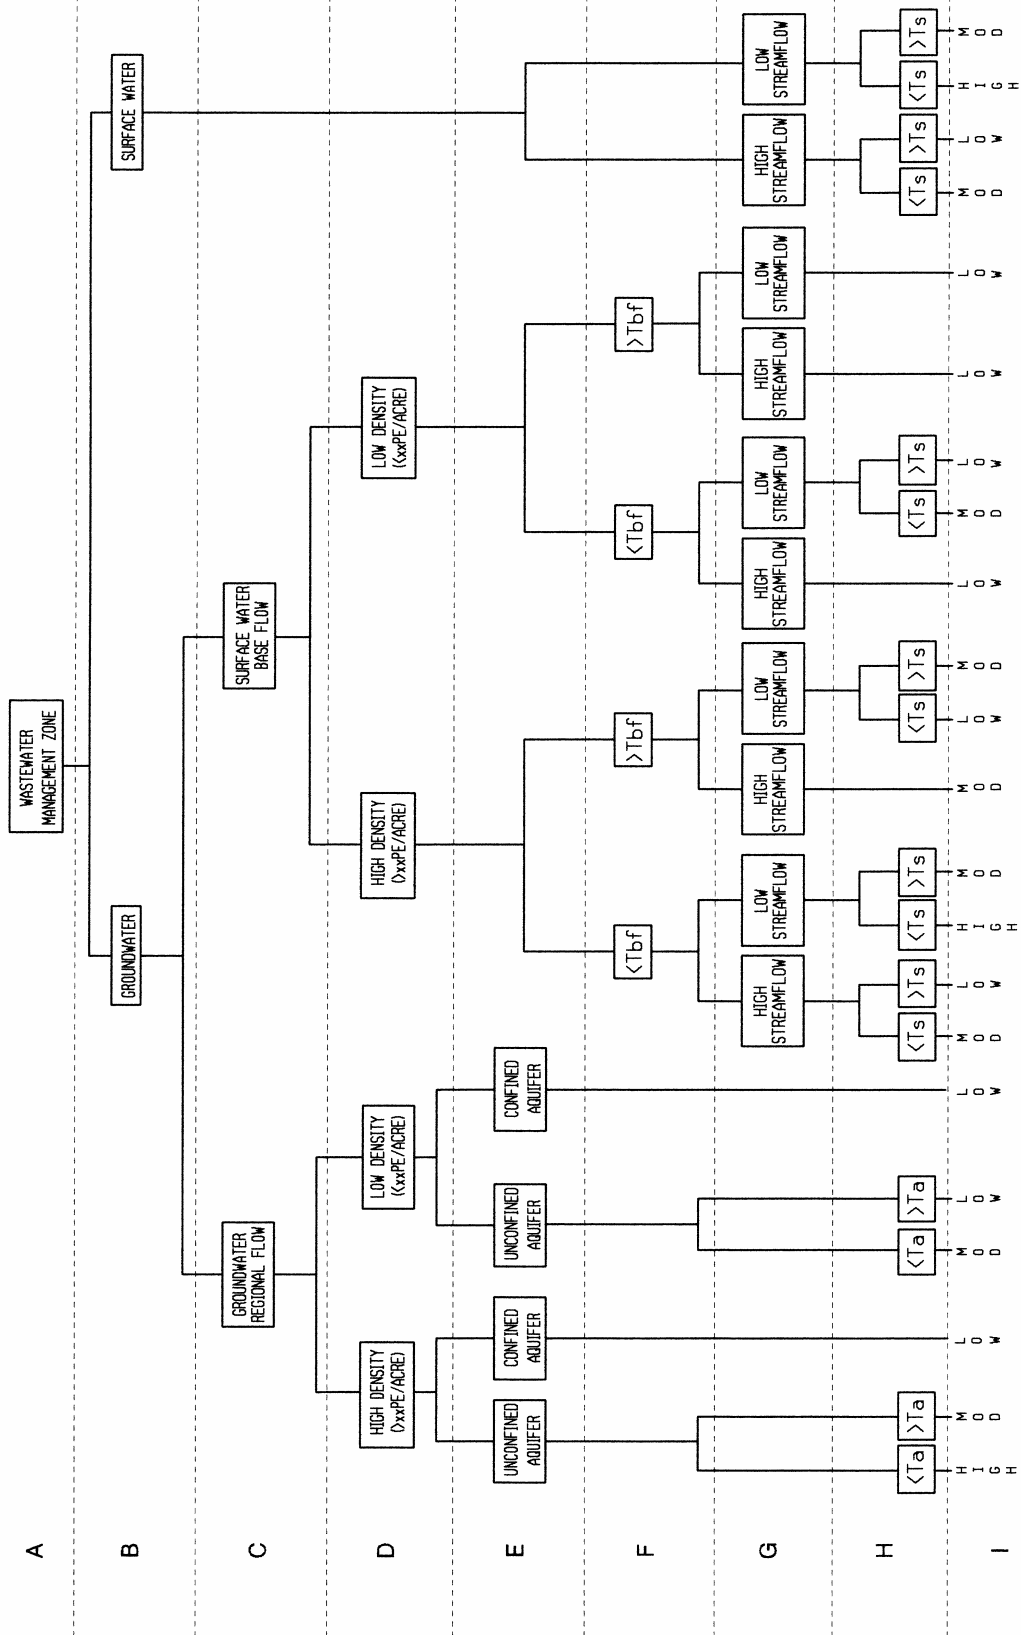 A
WASTEWATER
MANAGEMENT ZONE
B
GROUNDWATER
SURFACE WATER
C
GROUNDWATER
REGIONAL FLOW
SURFACE WATER
BASE FLOW
D
HIGH DENSITY
(>xxPE/ACRE)
LOW DENSITY
(<xxPE/ACRE)
HIGH DENSITY
(>xxPE/ACRE)
LOW DENSITY
(<xxPE/ACRE)
E
UNCONFINED
AQUIFER
CONFINED
AQUIFER
UNCONFINED
AQUIFER
CONFINED
AQUIFER
F
<Tbf
>Tbf
<Tbf
>Tbf
G
HIGH
STREAMFLOW
LOW
STREAMFLOW
HIGH
STREAMFLOW
LOW
STREAMFLOW
HIGH
STREAMFLOW
LOW
STREAMFLOW
HIGH
STREAMFLOW
LOW
STREAMFLOW
HIGH
STREAMFLOW
LOW
STREAMFLOW
H
<Ta
>Ta
<Ta
>Ta
<Ts
>Ts
<Ts
>Ts
<Ts
>Ts
<Ts
>Ts
<Ts
>Ts
<Ts
>Ts
I
HIGH
MOD
LOW
MOD
LOW
LOW
MOD
LOW
HIGH
MOD
MOD
LOW
MOD
LOW
MOD
LOW
LOW
LOW
MOD
LOW
HIGH
MOD